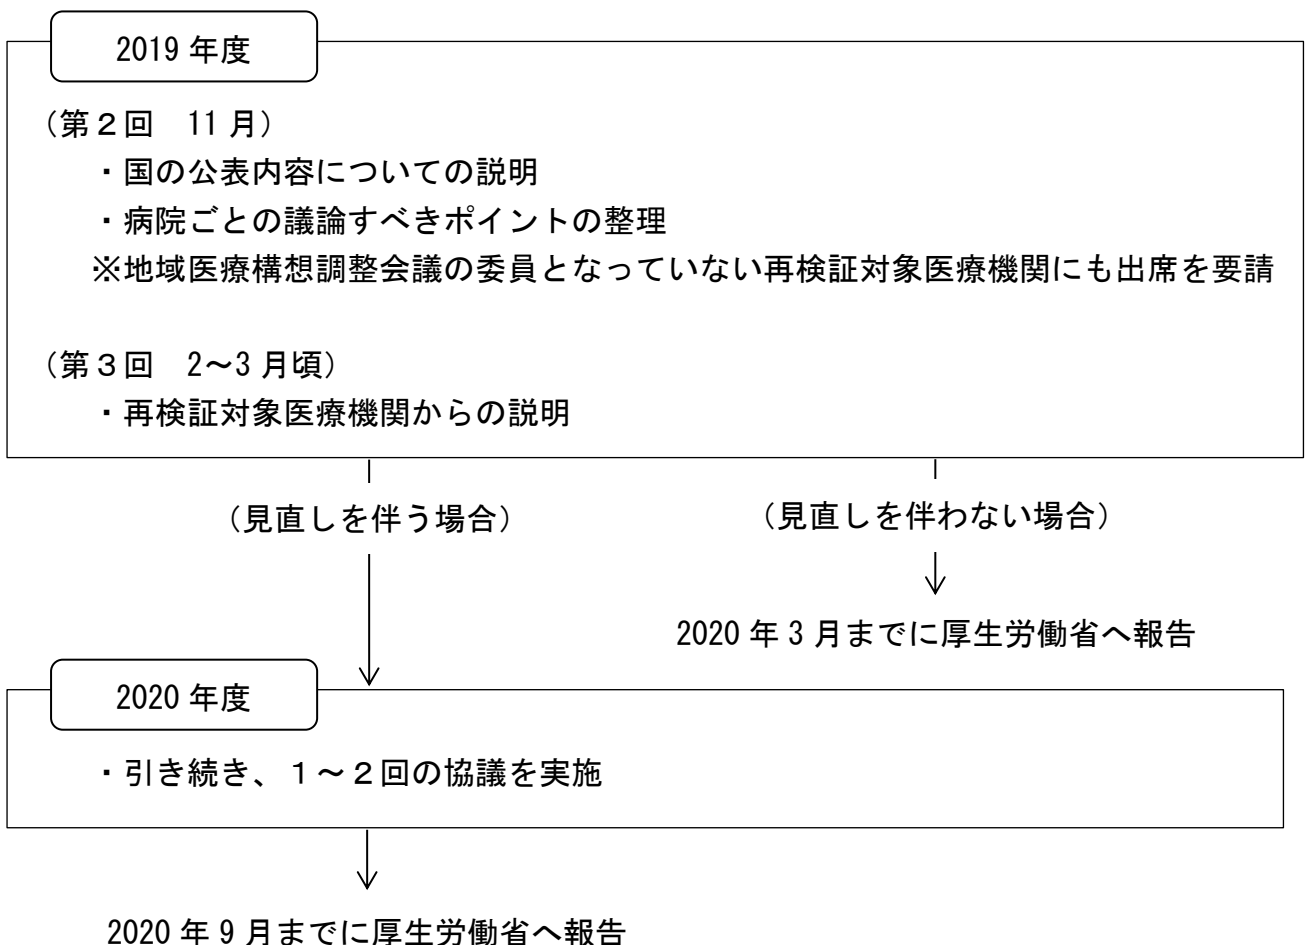 2019 年度
（第２回　11 月）
・国の公表内容についての説明
・病院ごとの議論すべきポイントの整理
※地域医療構想調整会議の委員となっていない再検証対象医療機関にも出席を要請
（第３回　2～3 月頃）
・再検証対象医療機関からの説明
（見直しを伴う場合）
（見直しを伴わない場合）
2020 年 3 月までに厚生労働省へ報告
2020 年度
・引き続き、１～２回の協議を実施
2020 年 9 月までに厚生労働省へ報告